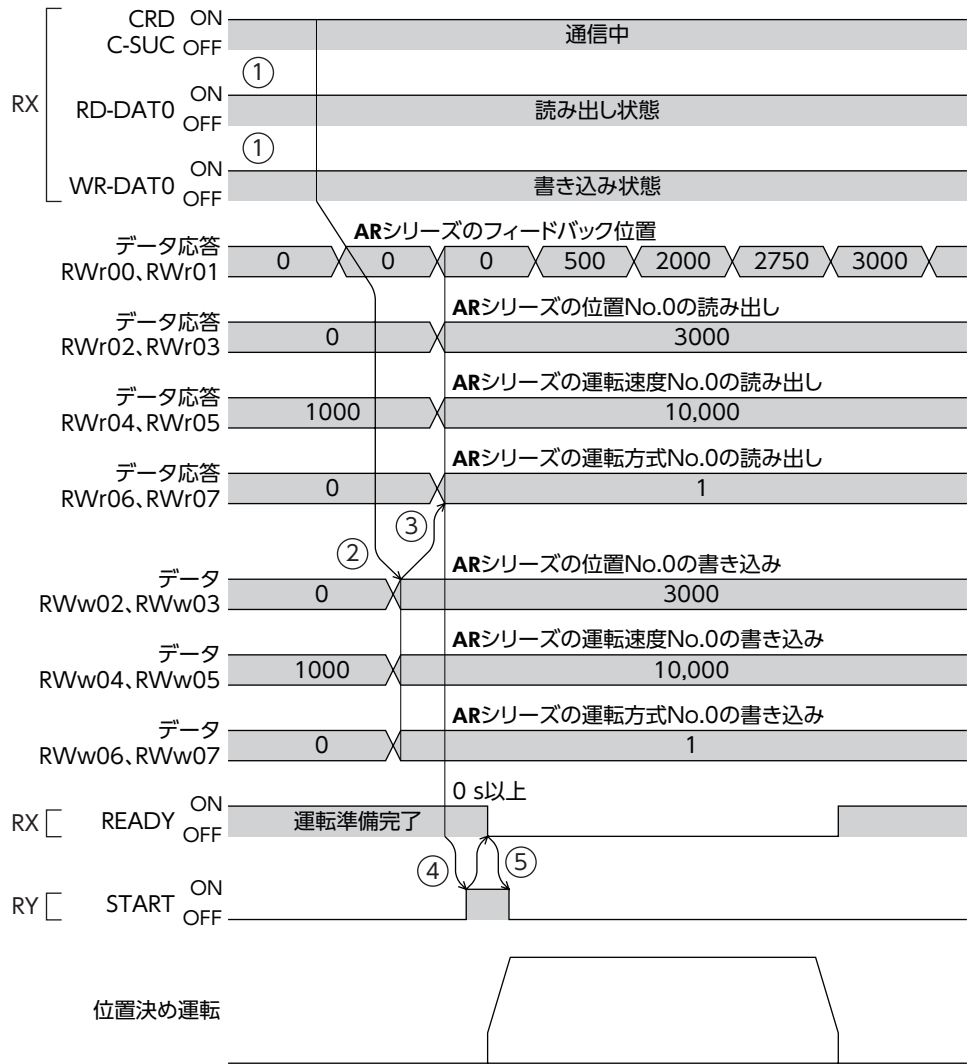 CRD ON
C-SUC OFF
通信中
①
RX
RD-DAT0 ON
OFF
読み出し状態
①
WR-DAT0 ON
OFF
書き込み状態
ARシリーズのフィードバック位置
データ応答
RWr00、RWr01
0 0 0 500 2000 2750 3000
ARシリーズの位置No.0の読み出し
データ応答
RWr02、RWr03
0 3000
ARシリーズの運転速度No.0の読み出し
データ応答
RWr04、RWr05
1000 10,000
ARシリーズの運転方式No.0の読み出し
データ応答
RWr06、RWr07
0 1
② ③
ARシリーズの位置No.0の書き込み
データ
RWw02、RWw03
0 3000
ARシリーズの運転速度No.0の書き込み
データ
RWw04、RWw05
1000 10,000
ARシリーズの運転方式No.0の書き込み
データ
RWw06、RWw07
0 1
0 s以上
RX READY ON
OFF
運転準備完了
④ ⑤
RY START ON
OFF
位置決め運転